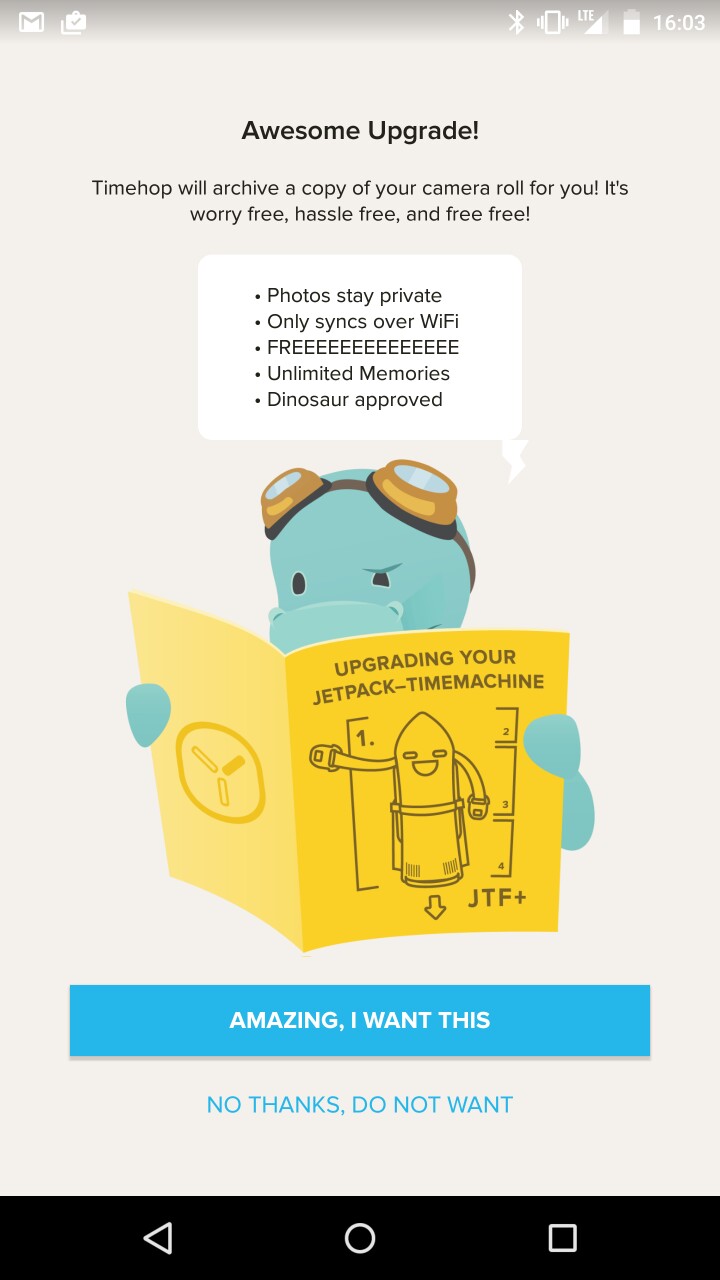 LTE
16:03
Awesome Upgrade!
Timehop will archive a copy of your camera roll for you! It's
worry free, hassle free, and free free!
• Photos stay private
• Only syncs over WiFi
• FREEEEEEEEEEEEEE
• Unlimited Memories
• Dinosaur approved
UPGRADING YOUR
JETPACK–TIMEMACHINE
1.
2
3
4
JTF+
AMAZING, I WANT THIS
NO THANKS, DO NOT WANT